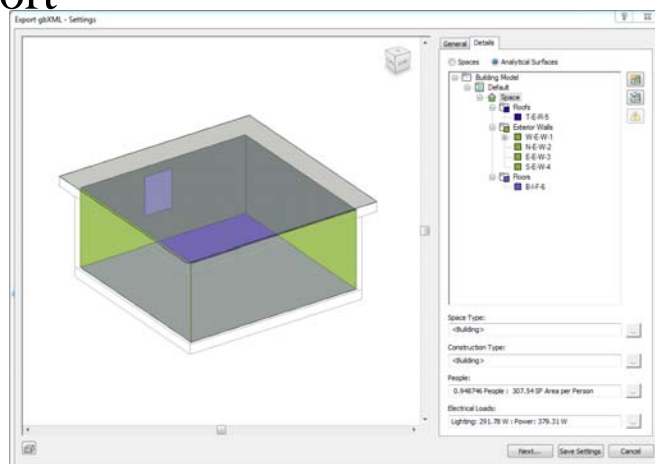 Export gbXML - Settings
General Details
Spaces Analytical Surfaces
Building Model
Default
Space
Roofs
T-E-R-5
Exterior Walls
W-E-W-1
N-E-W-2
E-E-W-3
S-E-W-4
Floors
B-I-F-6
Space Type:
<Building> ...
Construction Type:
<Building> ...
People:
0.948746 People : 307.54 SF Area per Person ...
Electrical Loads:
Lighting: 291.78 W : Power: 379.31 W ...
Next... Save Settings Cancel